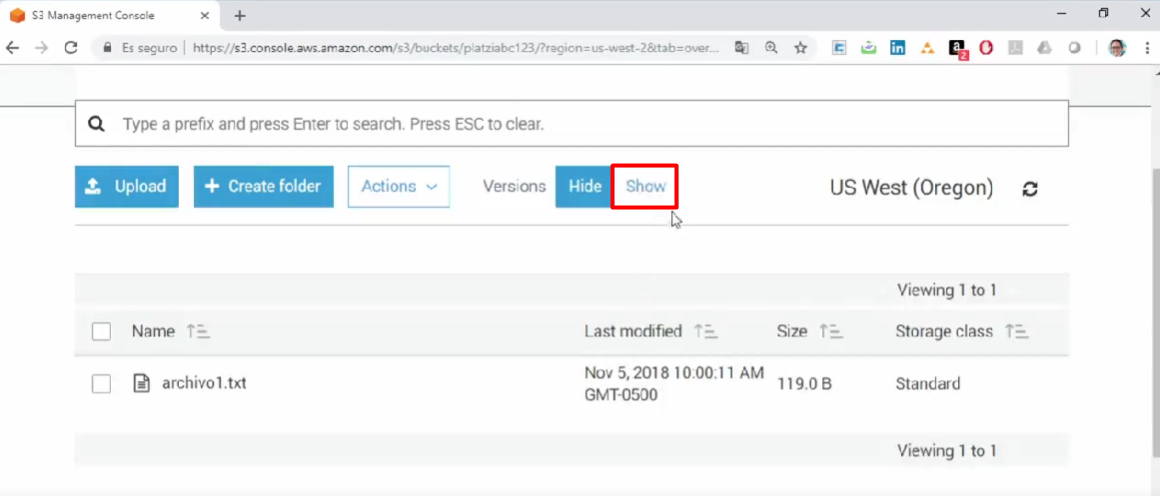 S3 Management Console
Es seguro | https://s3.console.aws.amazon.com/s3/buckets/platziabc123/?region=us-west-2&tab=over...
a
2
Type a prefix and press Enter to search. Press ESC to clear.
Upload
Create folder
Actions
Versions
Hide
Show
US West (Oregon)
Viewing 1 to 1
Name
Last modified
Size
Storage class
archivo1.txt
Nov 5, 2018 10:00:11 AM
GMT-0500
119.0 B
Standard
Viewing 1 to 1